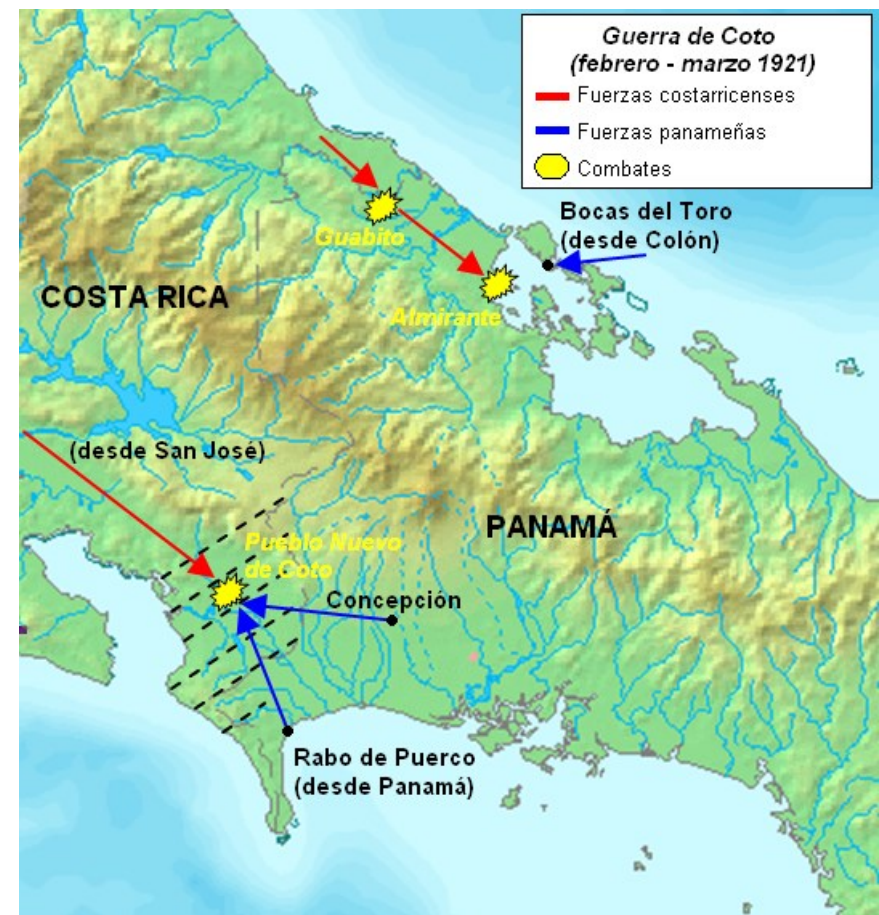 Guerra de Coto
(febrero - marzo 1921)
Fuerzas costarricenses
Fuerzas panameñas
Combates
Bocas del Toro
(desde Colón)
Guabito
COSTA RICA
Almirante
(desde San José)
PANAMÁ
Pueblo Nuevo
de Coto
Concepción
Rabo de Puerco
(desde Panamá)